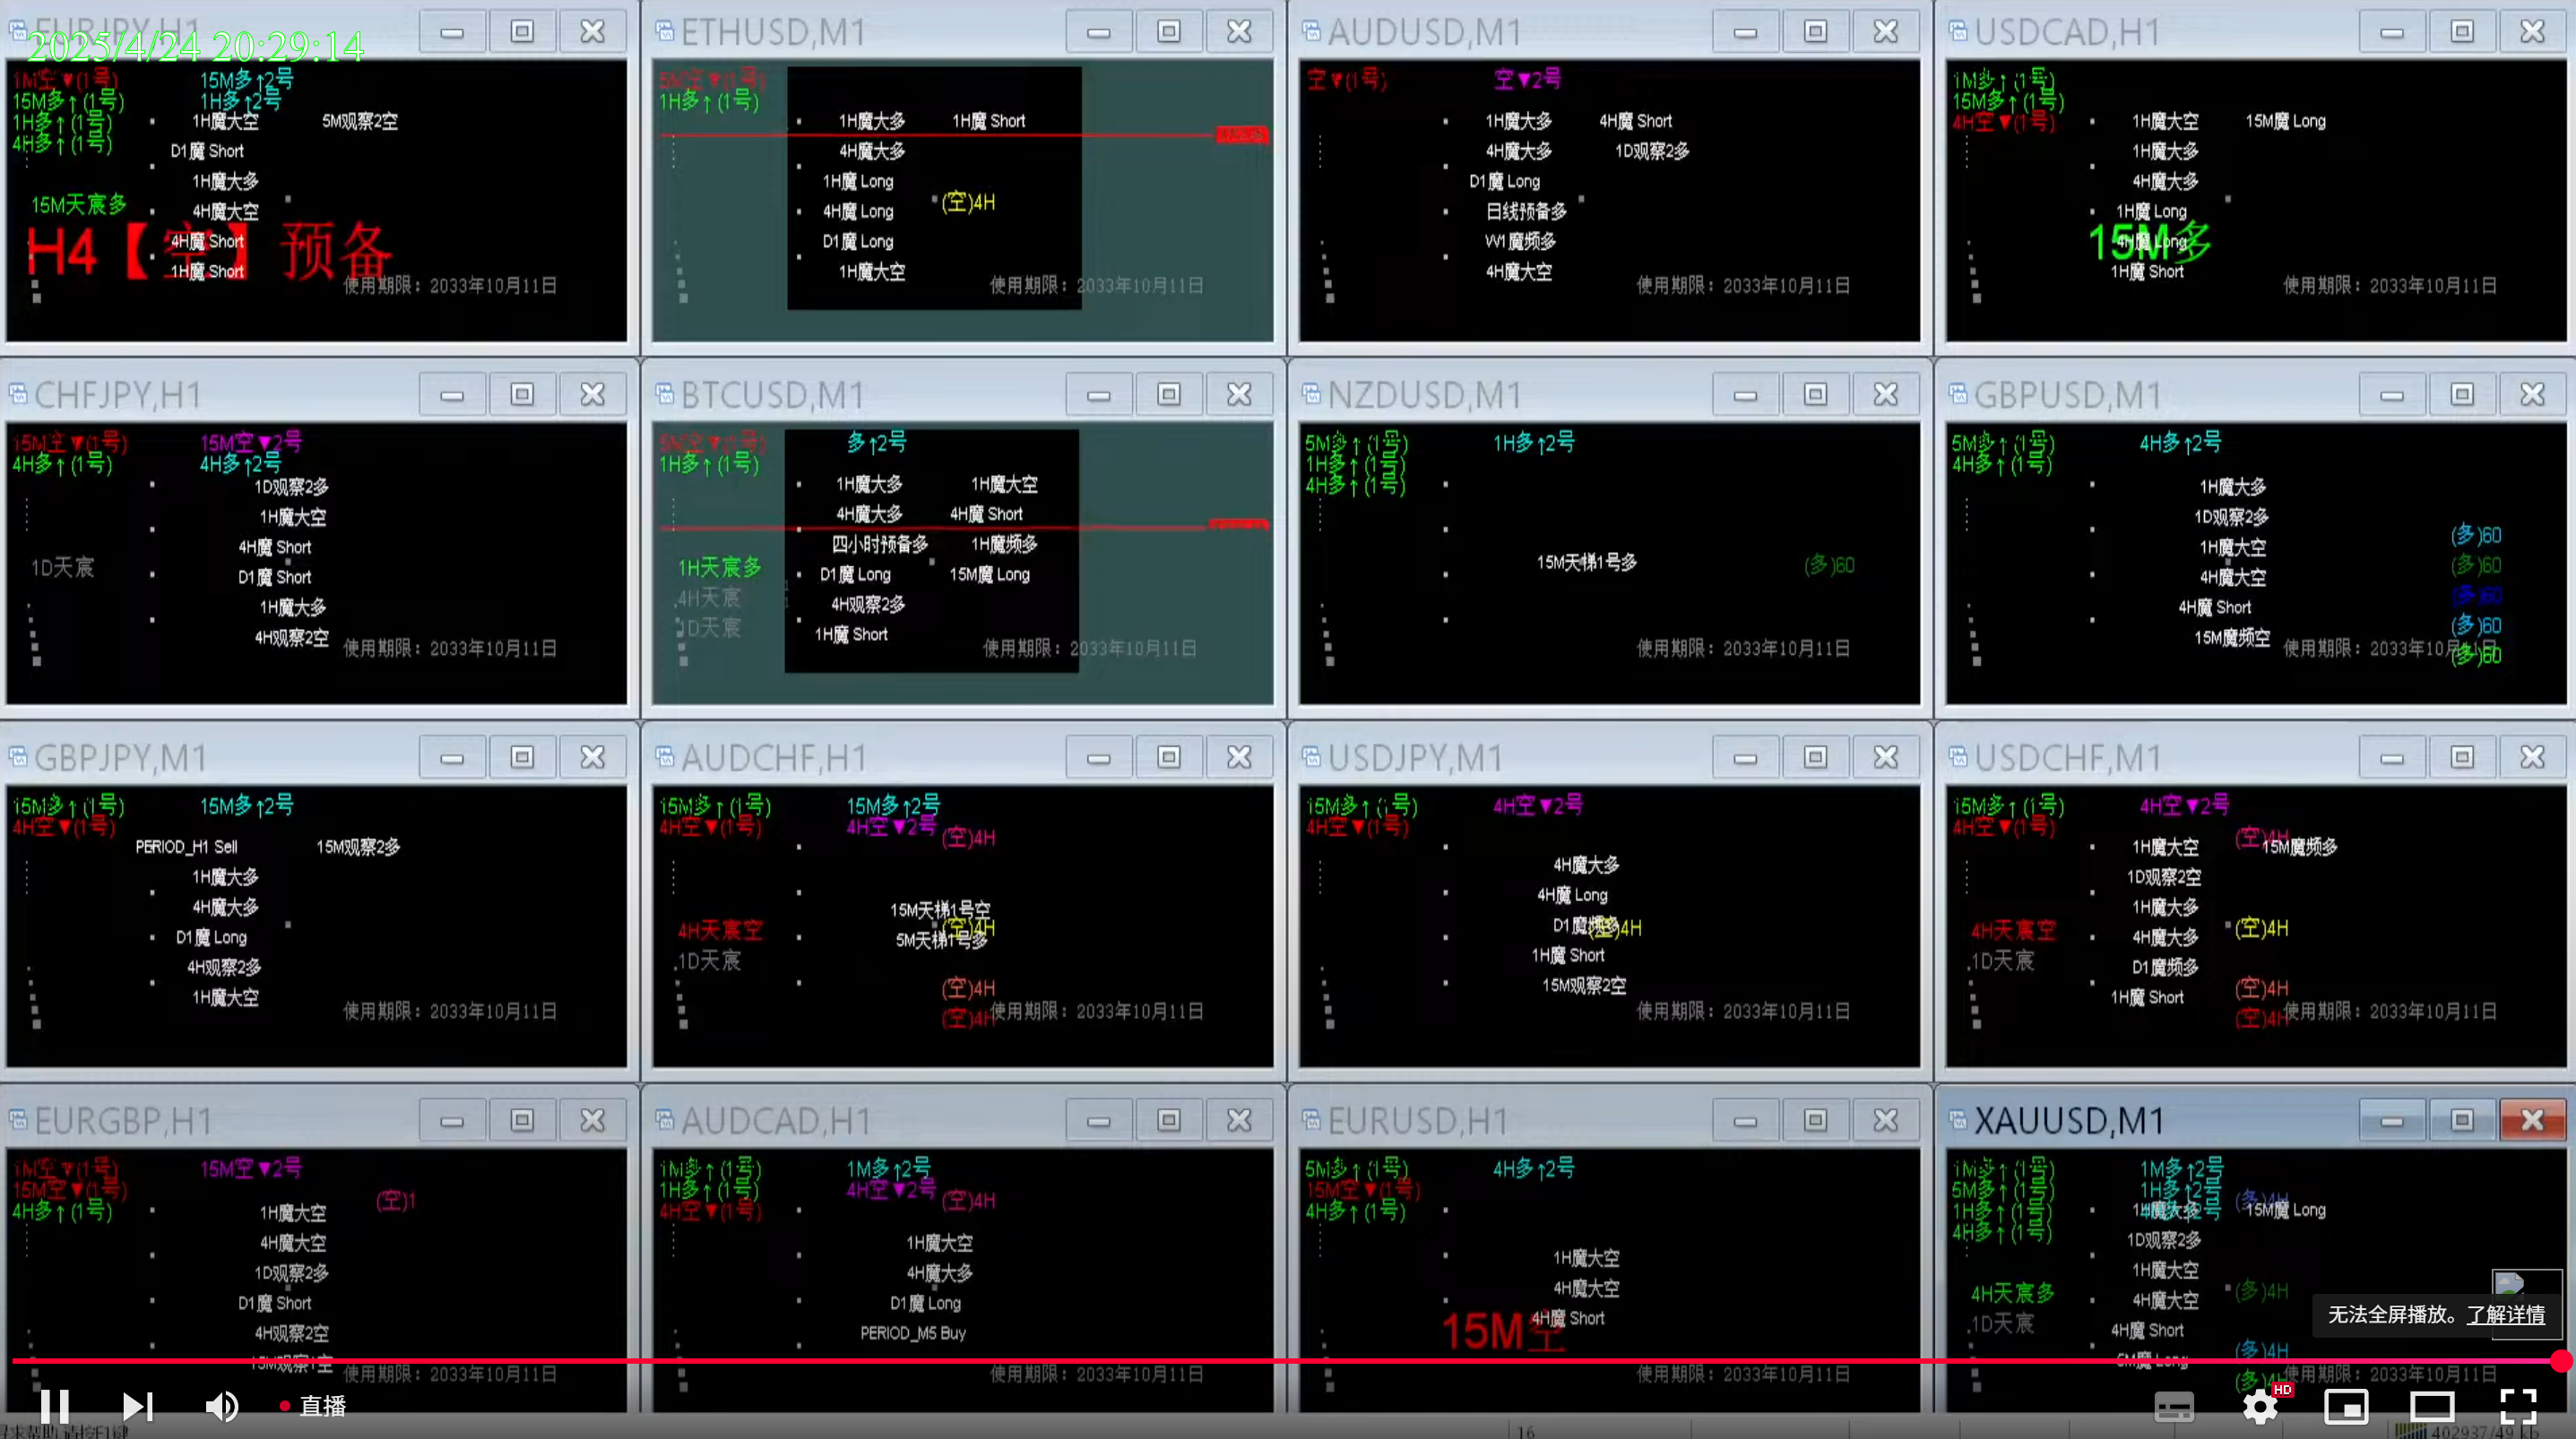 EURJPY,H1
2025/4/24 20:29:14
1M空▼(1号)
15M多↑2号
15M多↑(1号)
1H多↑2号
1H多↑(1号)
1H魔大空
5M观察2空
4H多↑(1号)
D1魔 Short
1H魔大多
15M天宸多
4H魔大空
H4【空】预备
4H魔 Short
1H魔 Short
使用期限：2033年10月11日
ETHUSD,M1
5M空▼(1号)
1H多↑(1号)
1H魔大多
1H魔 Short
4H魔大多
1H魔 Long
(空)4H
4H魔 Long
D1魔 Long
1H魔大空
使用期限：2033年10月11日
AUDUSD,M1
空▼(1号)
空▼2号
1H魔大多
4H魔 Short
4H魔大多
1D观察2多
D1魔 Long
日线预备多
W1魔频多
4H魔大空
使用期限：2033年10月11日
USDCAD,H1
1M多↑(1号)
15M多↑(1号)
4H空▼(1号)
1H魔大空
15M魔 Long
1H魔大多
4H魔大多
1H魔 Long
15M多
4H魔 Long
1H魔 Short
使用期限：2033年10月11日
CHFJPY,H1
15M空▼(1号)
15M空▼2号
4H多↑(1号)
4H多↑2号
1D观察2多
1H魔大空
4H魔 Short
1D天宸
D1魔 Short
1H魔大多
4H观察2空
使用期限：2033年10月11日
BTCUSD,M1
5M空▼(1号)
多↑2号
1H多↑(1号)
1H魔大多
1H魔大空
4H魔大多
4H魔 Short
四小时预备多
1H魔频多
1H天宸多
D1魔 Long
15M魔 Long
4H天宸
4H观察2多
1D天宸
1H魔 Short
使用期限：2033年10月11日
NZDUSD,M1
5M多↑(1号)
1H多↑2号
1H多↑(1号)
4H多↑(1号)
15M天梯1号多
(多)60
使用期限：2033年10月11日
GBPUSD,M1
5M多↑(1号)
4H多↑2号
4H多↑(1号)
1H魔大多
1D观察2多
(多)60
1H魔大空
(多)60
4H魔大空
(多)60
4H魔 Short
(多)60
15M魔频空
(多)60
使用期限：2033年10月11日
GBPJPY,M1
15M多↑(1号)
15M多↑2号
4H空▼(1号)
PERIOD_H1 Sell
15M观察2多
1H魔大多
4H魔大多
D1魔 Long
4H观察2多
1H魔大空
使用期限：2033年10月11日
AUDCHF,H1
15M多↑(1号)
15M多↑2号
4H空▼(1号)
4H空▼2号
(空)4H
15M天梯1号空
4H天宸空
(空)4H
5M天梯1号多
1D天宸
(空)4H
(空)4H
使用期限：2033年10月11日
USDJPY,M1
15M多↑(1号)
4H空▼2号
4H空▼(1号)
4H魔大多
4H魔 Long
D1魔频多
(空)4H
1H魔 Short
15M观察2空
使用期限：2033年10月11日
USDCHF,M1
15M多↑(1号)
4H空▼2号
4H空▼(1号)
(空)4H
1H魔大空
15M魔频多
1D观察2空
1H魔大多
4H天宸空
4H魔大多
(空)4H
1D天宸
D1魔频多
1H魔 Short
(空)4H
(空)4H
使用期限：2033年10月11日
EURGBP,H1
1M空▼(1号)
15M空▼2号
15M空▼(1号)
4H多↑(1号)
(空)1
1H魔大空
4H魔大空
1D观察2多
D1魔 Short
4H观察2空
15M观察1空
使用期限：2033年10月11日
AUDCAD,H1
1M多↑(1号)
1M多↑2号
1H多↑(1号)
4H空▼2号
(空)4H
4H空▼(1号)
1H魔大空
4H魔大多
D1魔 Long
PERIOD_M5 Buy
使用期限：2033年10月11日
EURUSD,H1
5M多↑(1号)
4H多↑2号
15M空▼(1号)
4H多↑(1号)
1H魔大空
4H魔大空
4H魔 Short
15M空
使用期限：2033年10月11日
XAUUSD,M1
1M多↑(1号)
1M多↑2号
5M多↑(1号)
1H多↑2号
(多)4H
1H多↑(1号)
1H魔大多
15M魔 Long
4H多↑(1号)
1D观察2多
1H魔大空
4H天宸多
4H魔大空
(多)4H
1D天宸
4H魔 Short
(多)4H
5M魔 Long
使用期限：2033年10月11日
无法全屏播放。了解详情
直播
HD
16
402937/49 kb